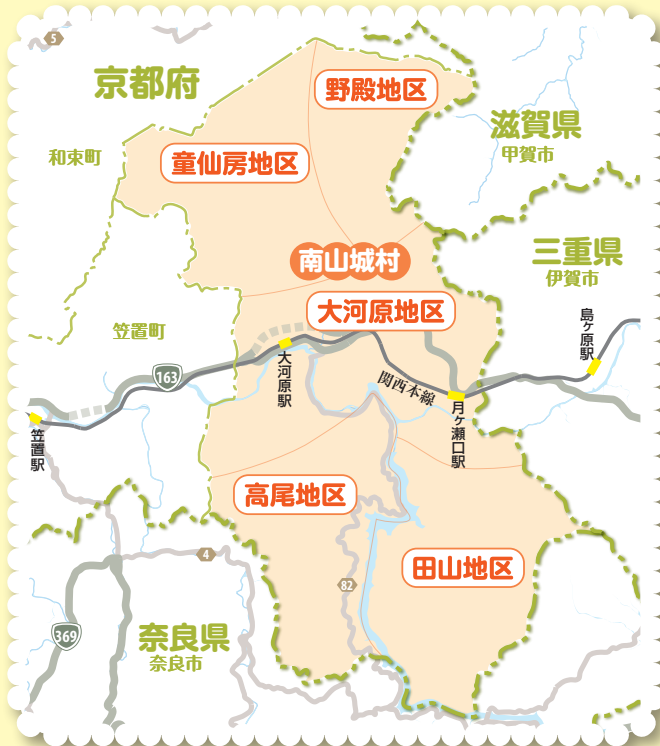 5
京都府
野殿地区
滋賀県
甲賀市
和束町
童仙房地区
南山城村
三重県
伊賀市
大河原地区
笠置町
島ヶ原駅
163
大河原駅
関西本線
月ヶ瀬口駅
笠置駅
高尾地区
4
82
田山地区
369
奈良県
奈良市